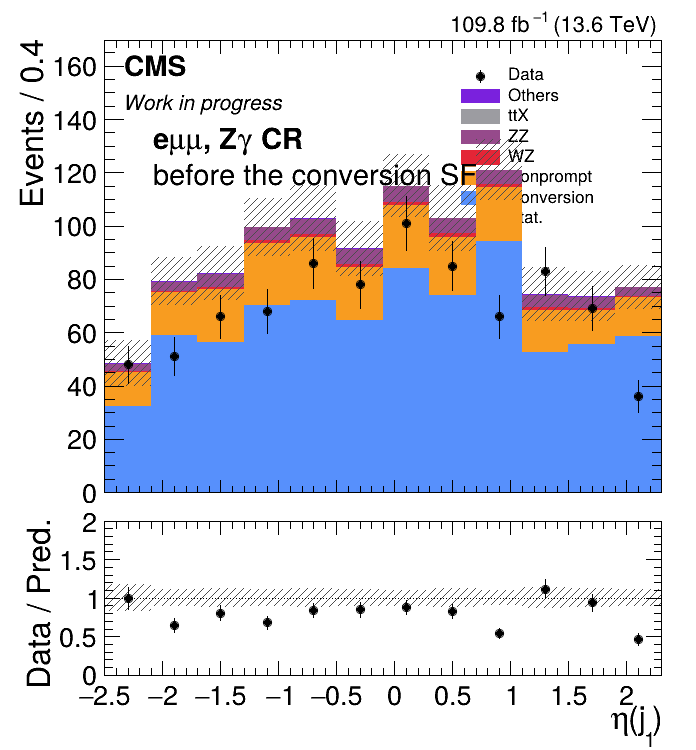 109.8 fb⁻¹ (13.6 TeV)
Events / 0.4
160
140
120
100
80
60
40
20
0
CMS
Work in progress
eμμ, Zγ CR
before the conversion SF
Data
Others
ttX
ZZ
WZ
onprompt
onversion
tat.
Data / Pred.
2
1.5
1
0.5
0
−2.5 −2 −1.5 −1 −0.5 0 0.5 1 1.5 2
η(j₁)